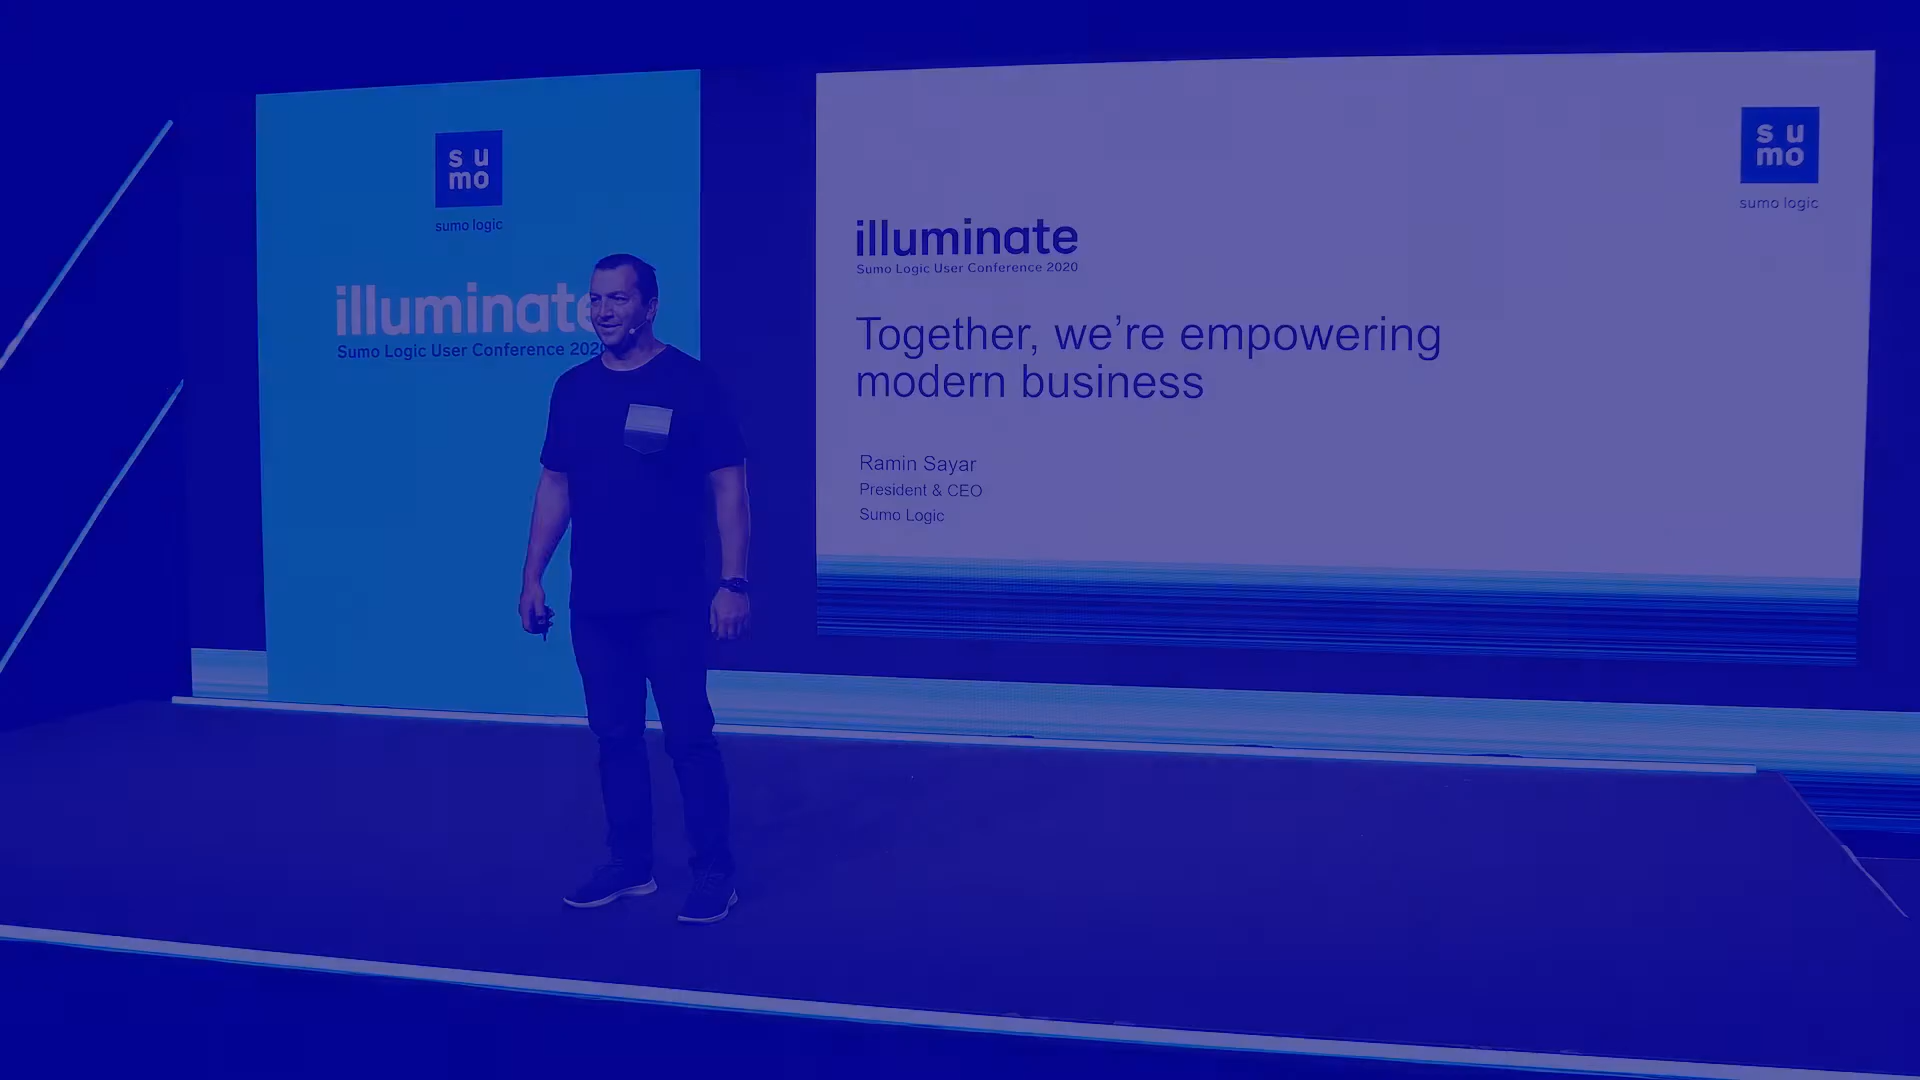 s u
mo
sumo logic
illuminate
Sumo Logic User Conference 2020
s u
mo
sumo logic
illuminate
Sumo Logic User Conference 2020
Together, we’re empowering
modern business
Ramin Sayar
President & CEO
Sumo Logic